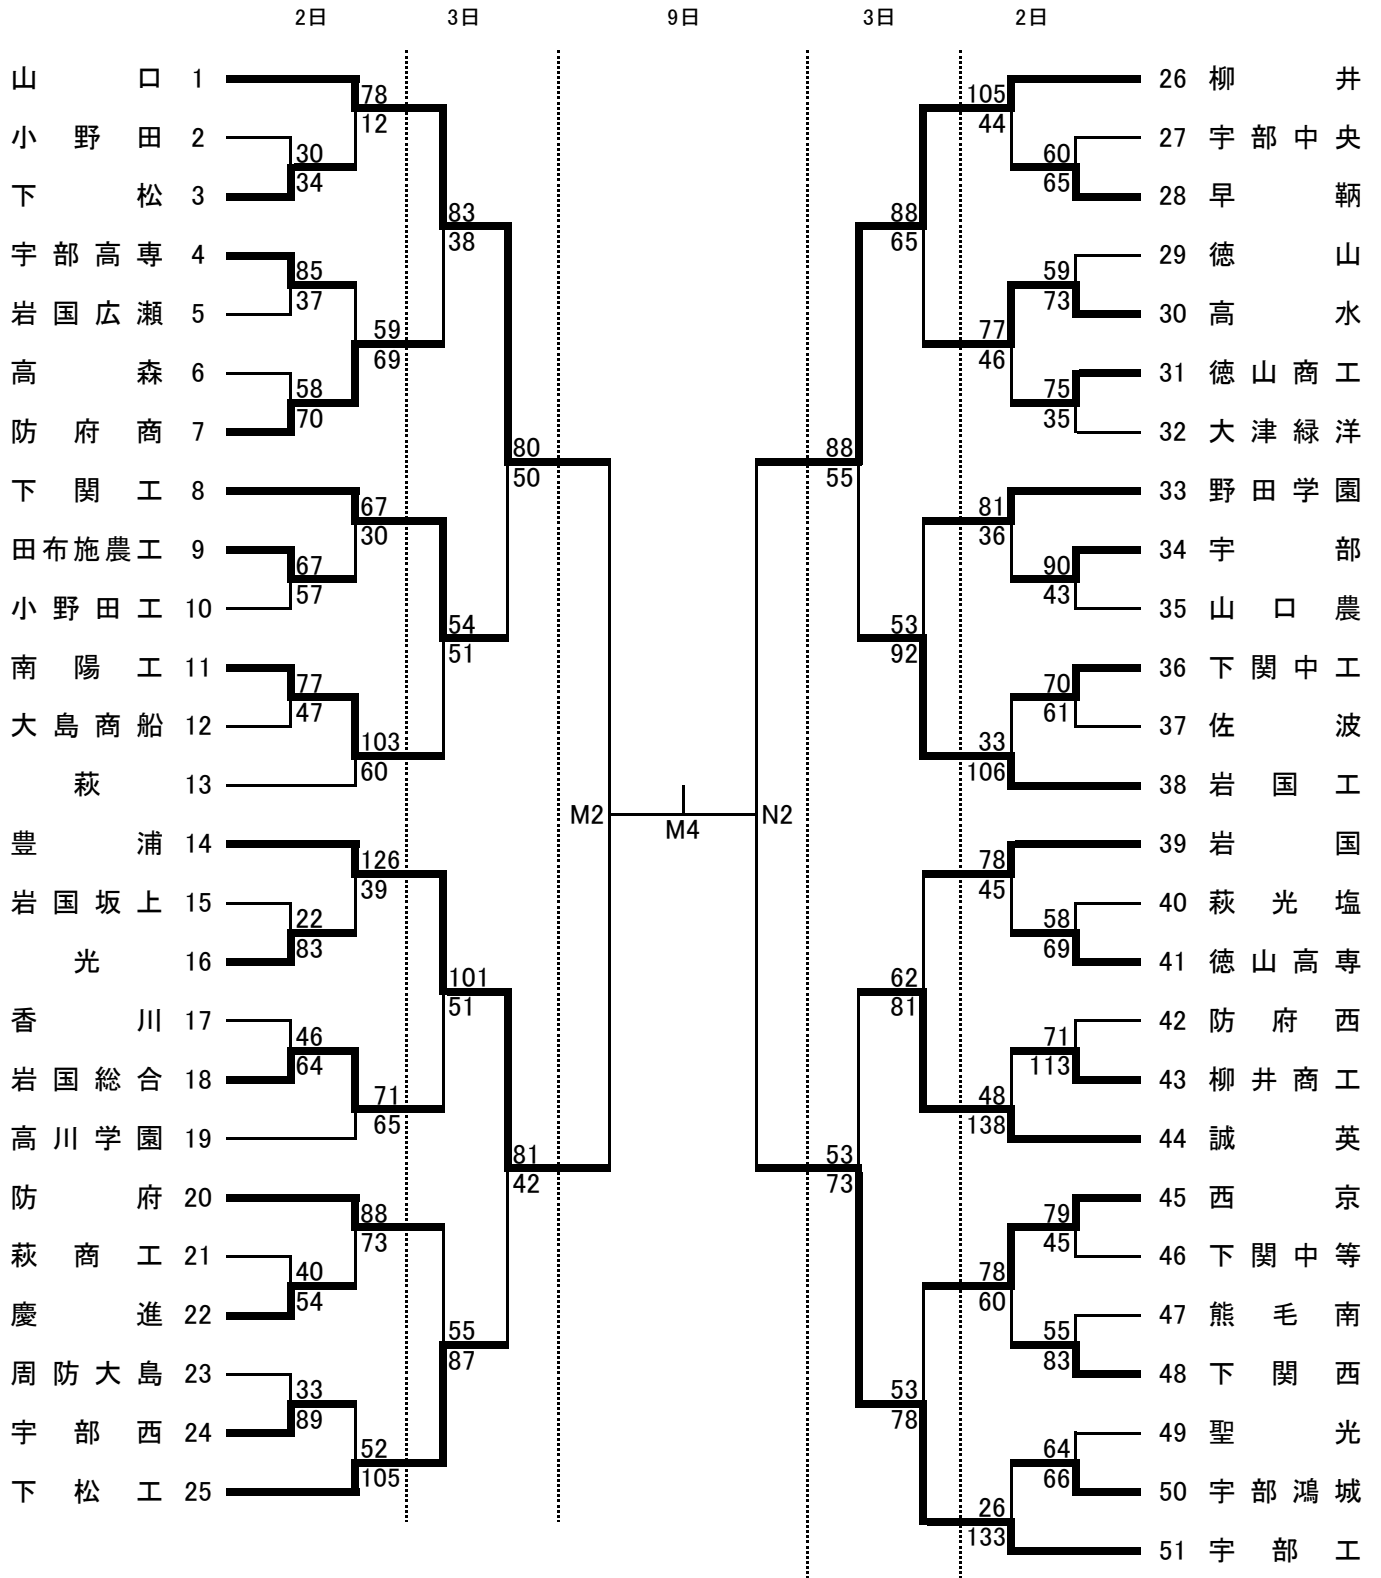 2日 3日 9日 3日 2日
山口 1
78
12
小野田 2
30
34
下松 3
83
38
宇部高専 4
85
37
岩国広瀬 5
59
69
高森 6
58
70
防府商 7
80
50
下関工 8
67
30
田布施農工 9
67
57
小野田工 10
54
51
南陽工 11
77
47
大島商船 12
103
60
萩 13
M2
M4
N2
豊浦 14
126
39
岩国坂上 15
22
83
光 16
101
51
香川 17
46
64
岩国総合 18
71
65
高川学園 19
81
42
防府 20
88
73
萩商工 21
40
54
慶進 22
55
87
周防大島 23
33
89
宇部西 24
52
105
下松工 25
26 柳井
105
44
27 宇部中央
60
65
28 早鞆
88
65
29 徳山
59
73
30 高水
77
46
31 徳山商工
75
35
32 大津緑洋
88
55
33 野田学園
81
36
34 宇部
90
43
35 山口農
53
92
36 下関中工
70
61
37 佐波
33
106
38 岩国工
39 岩国
78
45
40 萩光塩
58
69
41 徳山高専
62
81
42 防府西
71
113
43 柳井商工
48
138
44 誠英
53
73
45 西京
79
45
46 下関中等
78
60
47 熊毛南
55
83
48 下関西
53
78
49 聖光
64
66
50 宇部鴻城
26
133
51 宇部工